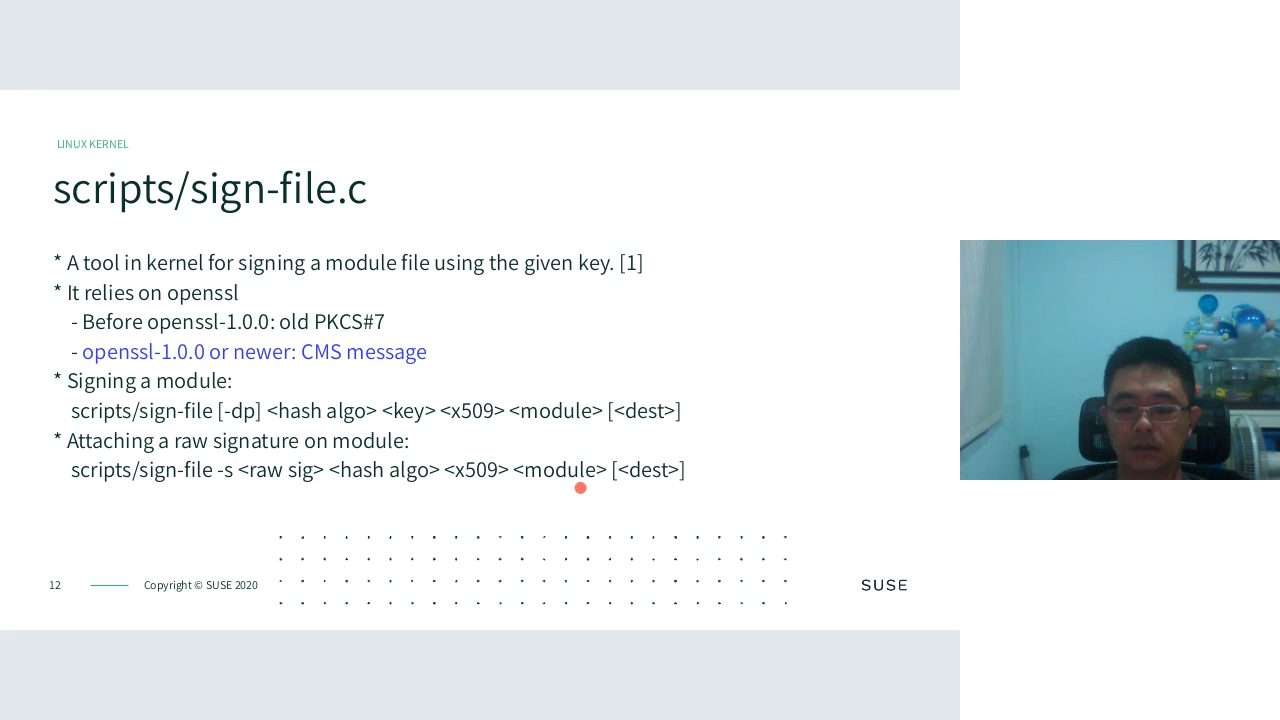 LINUX KERNEL
scripts/sign-file.c
* A tool in kernel for signing a module file using the given key. [1]
* It relies on openssl
- Before openssl-1.0.0: old PKCS#7
- openssl-1.0.0 or newer: CMS message
* Signing a module:
scripts/sign-file [-dp] <hash algo> <key> <x509> <module> [<dest>]
* Attaching a raw signature on module:
scripts/sign-file -s <raw sig> <hash algo> <x509> <module> [<dest>]
12
Copyright © SUSE 2020
SUSE